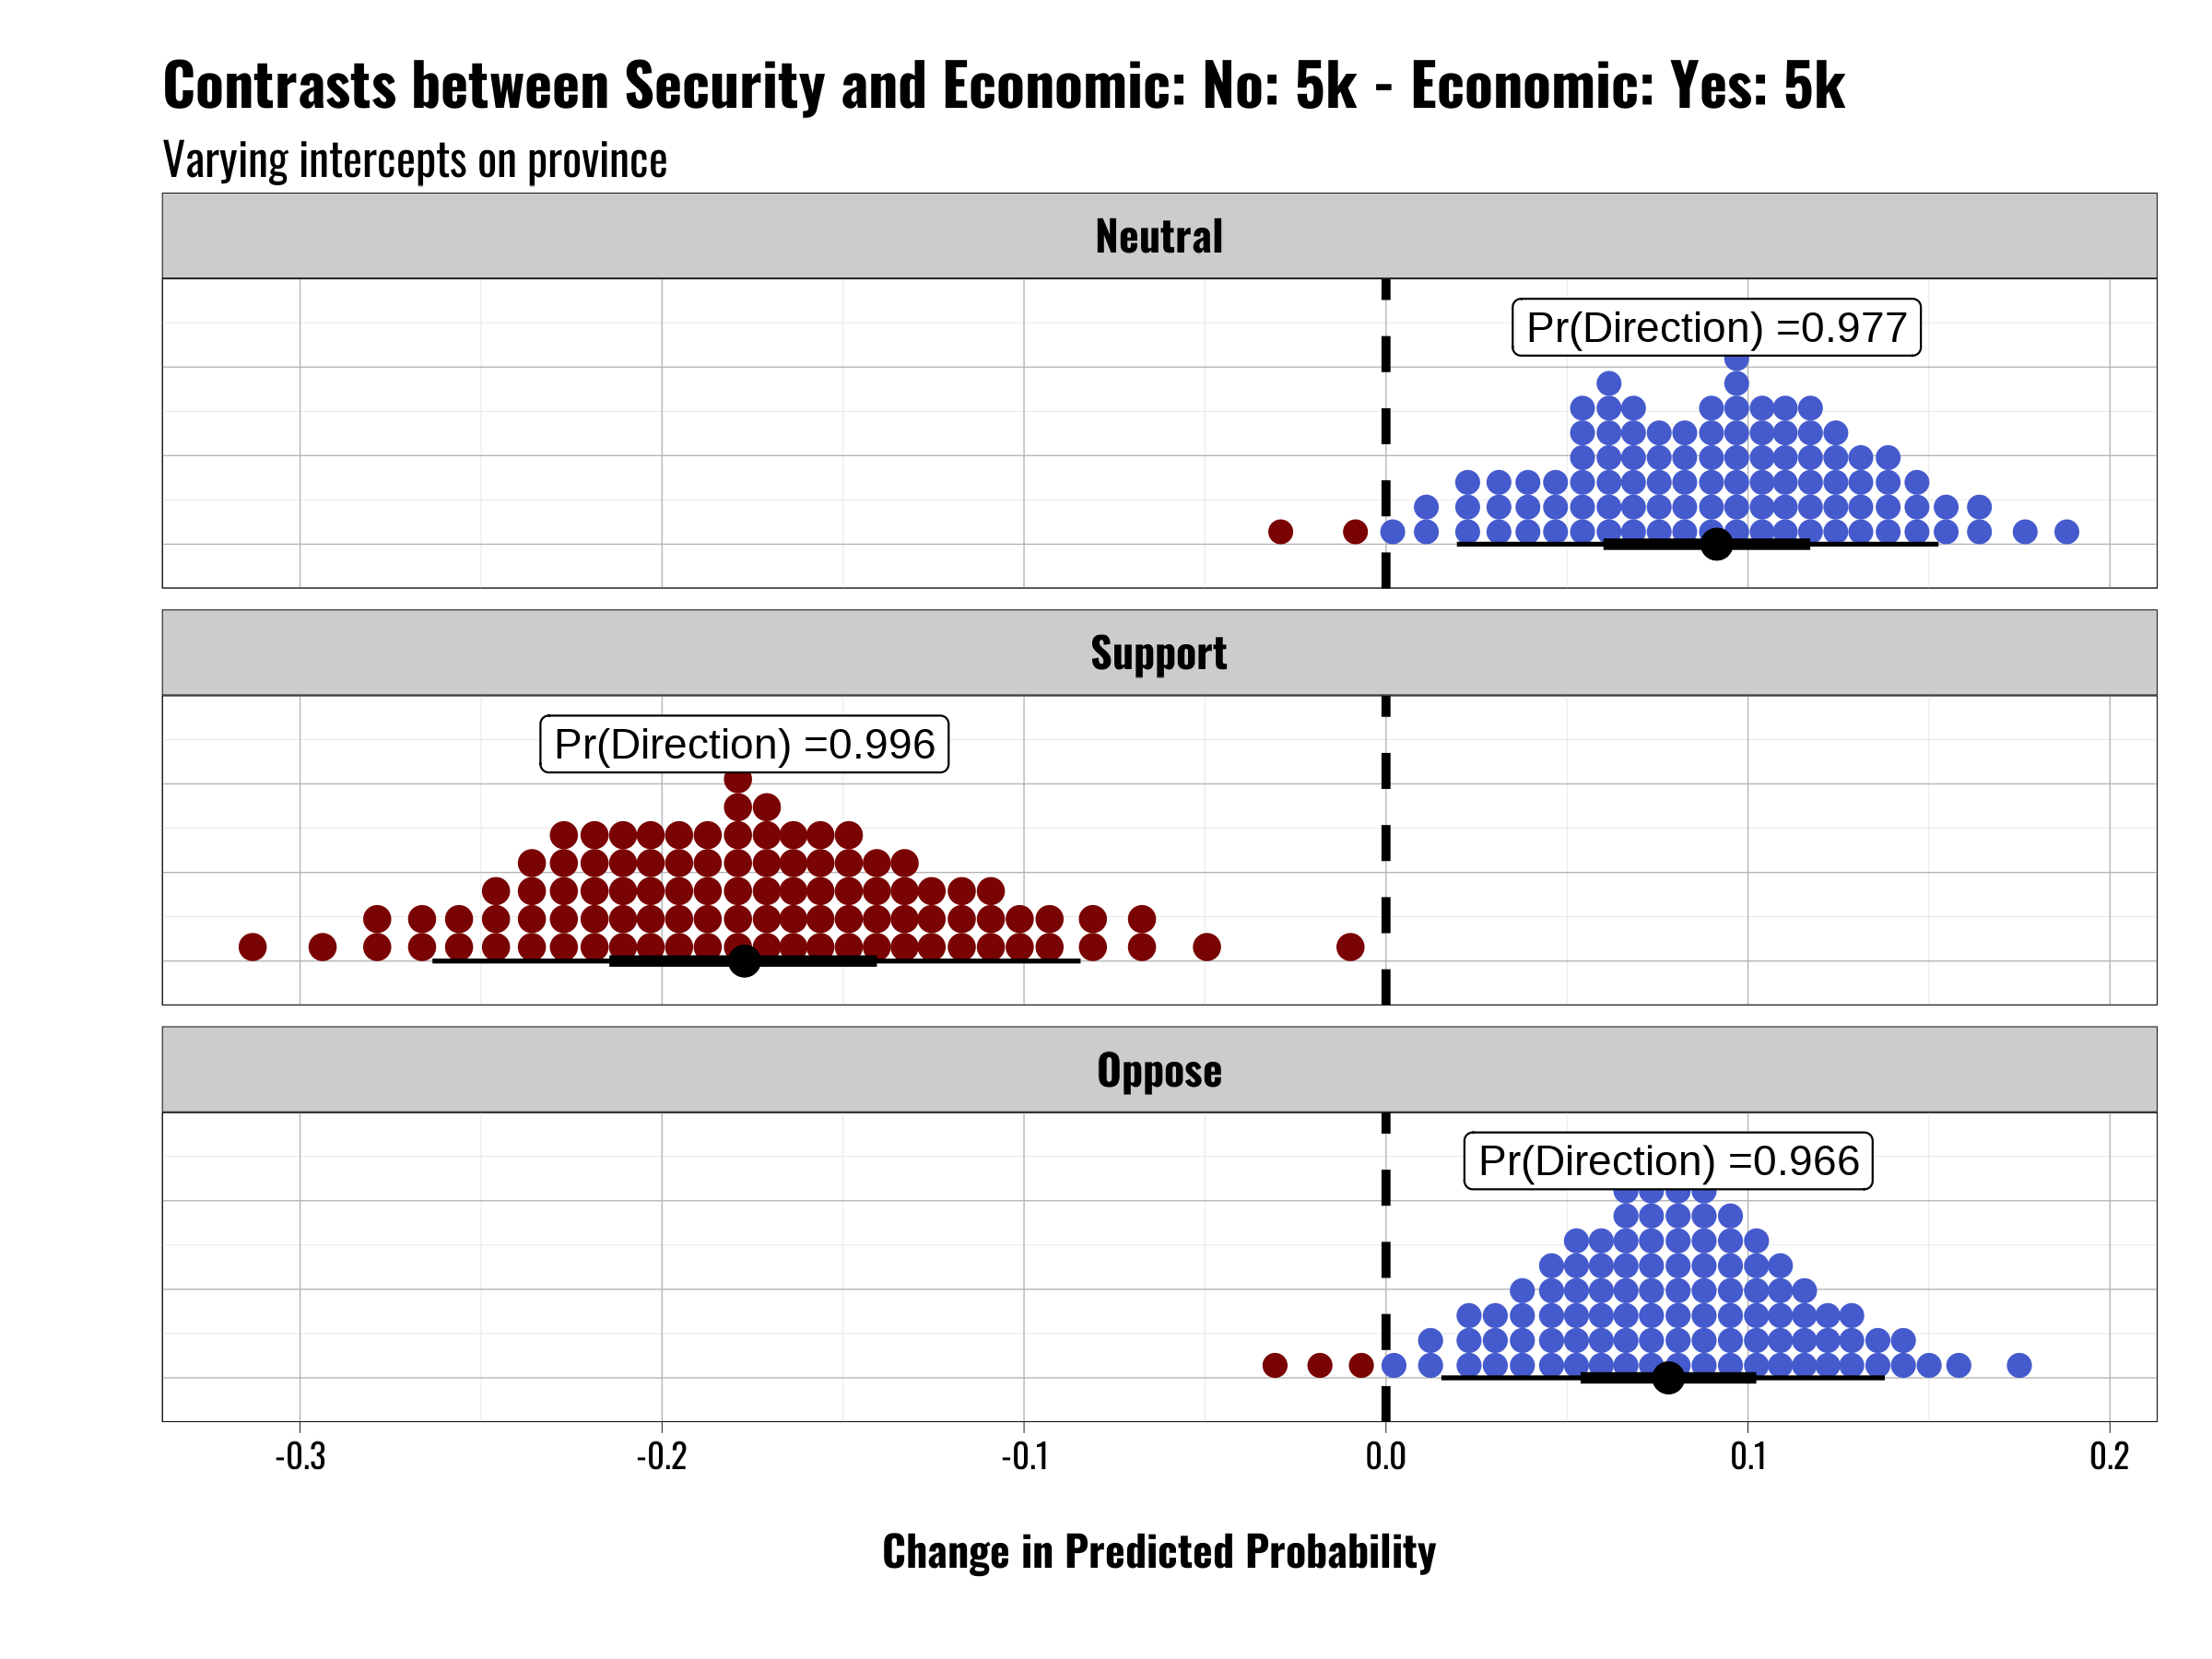 Contrasts between Security and Economic: No: 5k - Economic: Yes: 5k
Varying intercepts on province
Neutral
Pr(Direction) =0.977
Support
Pr(Direction) =0.996
Oppose
Pr(Direction) =0.966
-0.3 -0.2 -0.1 0.0 0.1 0.2
Change in Predicted Probability